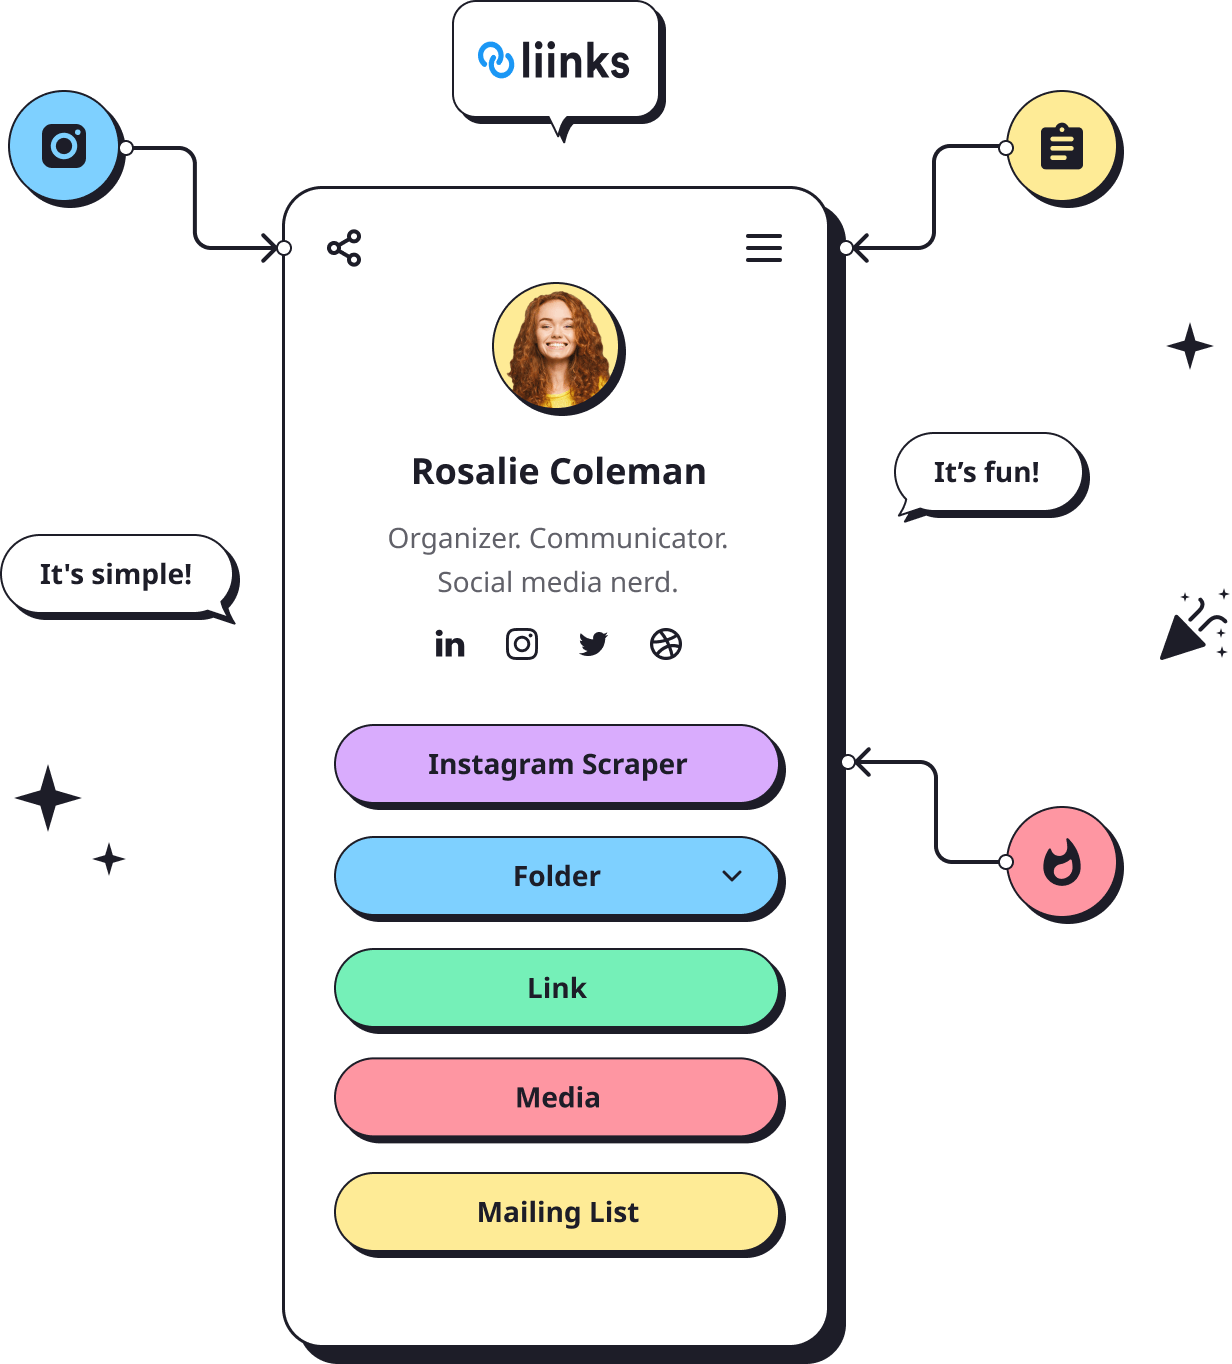 liinks
Rosalie Coleman
It’s fun!
Organizer. Communicator.
Social media nerd.
It's simple!
in
Instagram Scraper
Folder
Link
Media
Mailing List